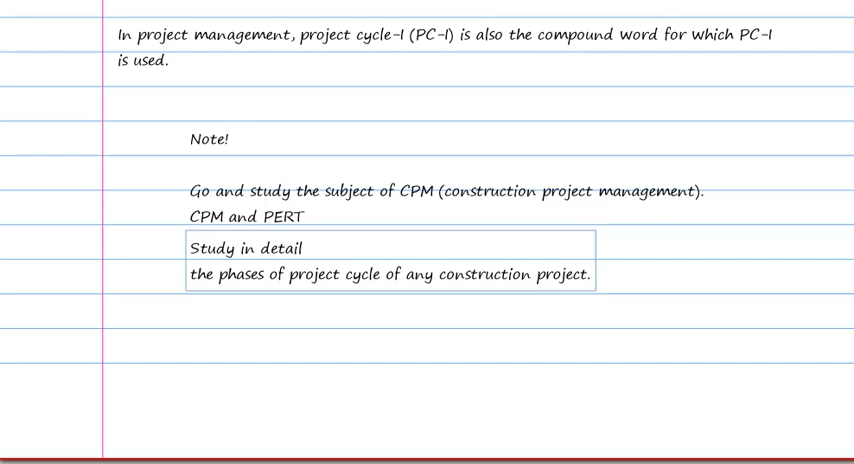 In project management, project cycle-I (PC-I) is also the compound word for which PC-I
is used.
Note!
Go and study the subject of CPM (construction project management).
CPM and PERT
Study in detail
the phases of project cycle of any construction project.